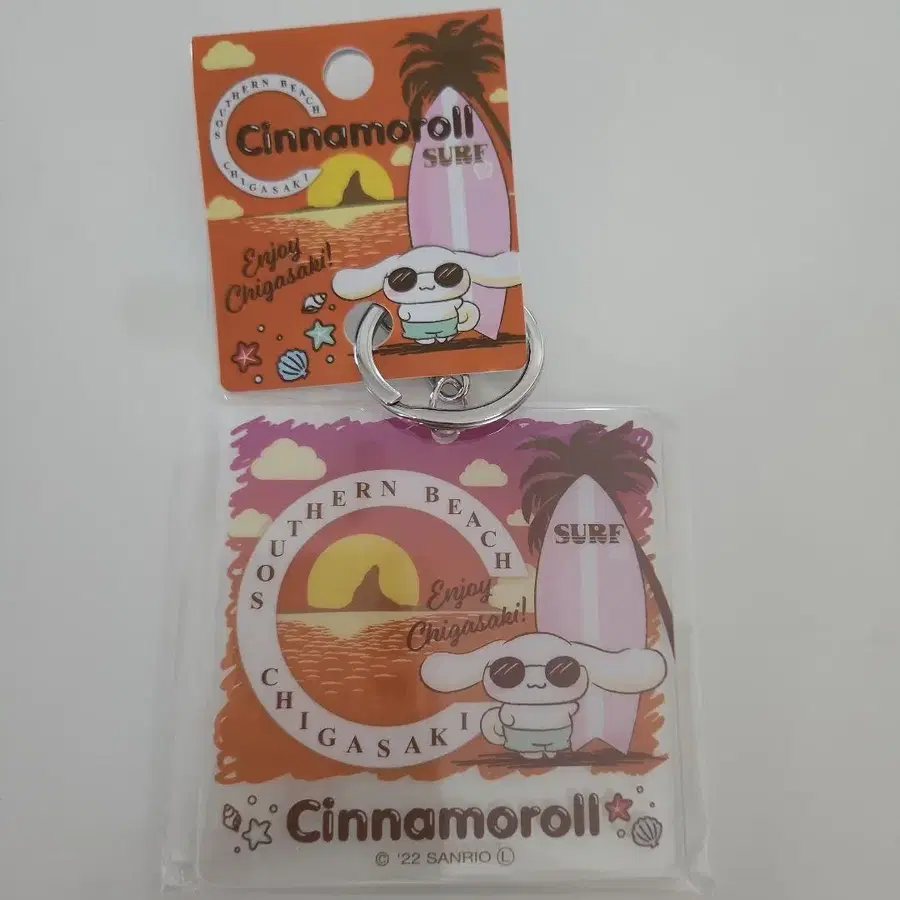 SOUTHERN BEACH
CHIGASAKI
Cinnamoroll
SURF
Enjoy
Chigasaki!
SOUTHERN BEACH
CHIGASAKI
SURF
Enjoy
Chigasaki!
Cinnamoroll
© '22 SANRIO Ⓛ